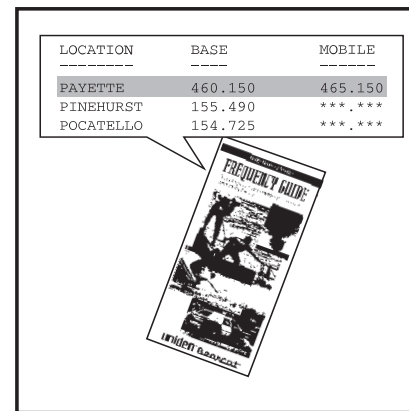 LOCATION BASE MOBILE
-------- ---- ------
PAYETTE 460.150 465.150
PINEHURST 155.490 ***.***
POCATELLO 154.725 ***.***
FREQUENCY GUIDE
uniden Bearcat